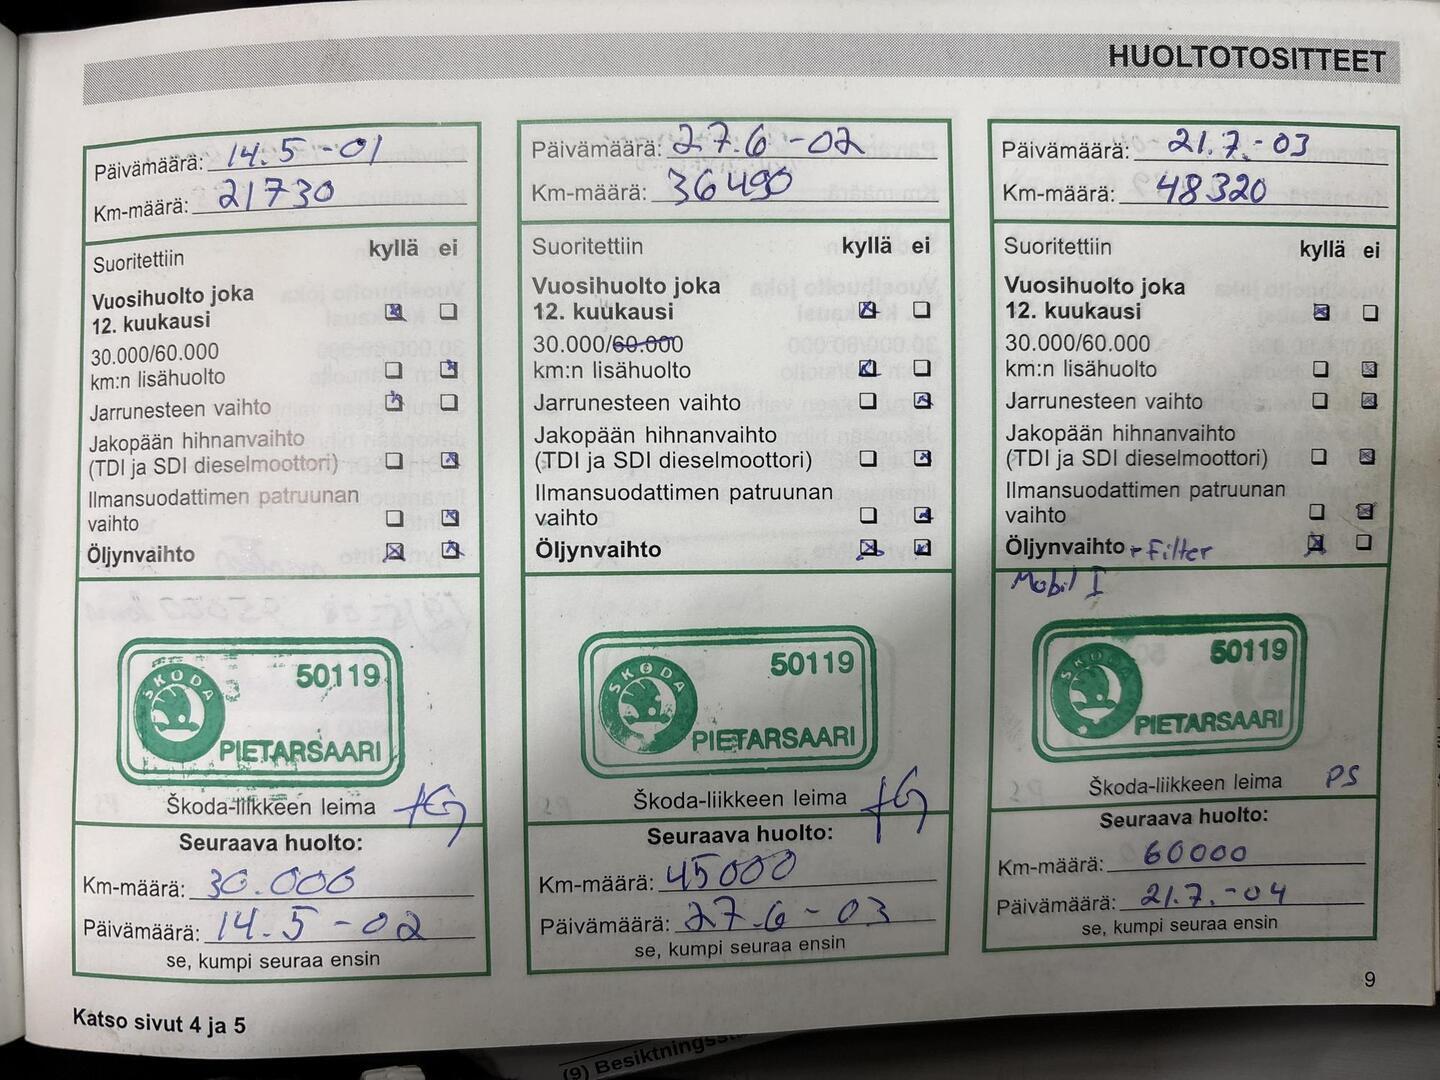 HUOLTOTOSITTEET
Päivämäärä: 14.5-01
Km-määrä: 21730
Suoritettiin kyllä ei
Vuosihuolto joka
12. kuukausi
30.000/60.000
km:n lisähuolto
Jarrunesteen vaihto
Jakopään hihnanvaihto
(TDI ja SDI dieselmoottori)
Ilmansuodattimen patruunan
vaihto
Öljynvaihto
SKODA
50119
PIETARSAARI
Škoda-liikkeen leima
Seuraava huolto:
Km-määrä: 30.000
Päivämäärä: 14.5-02
se, kumpi seuraa ensin
Päivämäärä: 27.6-02
Km-määrä: 36490
Suoritettiin kyllä ei
Vuosihuolto joka
12. kuukausi
30.000/60.000
km:n lisähuolto
Jarrunesteen vaihto
Jakopään hihnanvaihto
(TDI ja SDI dieselmoottori)
Ilmansuodattimen patruunan
vaihto
Öljynvaihto
SKODA
50119
PIETARSAARI
Škoda-liikkeen leima
Seuraava huolto:
Km-määrä: 45000
Päivämäärä: 27.6-03
se, kumpi seuraa ensin
Päivämäärä: 21.7.-03
Km-määrä: 48320
Suoritettiin kyllä ei
Vuosihuolto joka
12. kuukausi
30.000/60.000
km:n lisähuolto
Jarrunesteen vaihto
Jakopään hihnanvaihto
(TDI ja SDI dieselmoottori)
Ilmansuodattimen patruunan
vaihto
Öljynvaihto + Filter
Mobil I
SKODA
50119
PIETARSAARI
Škoda-liikkeen leima PS
Seuraava huolto:
Km-määrä: 60000
Päivämäärä: 21.7.-04
se, kumpi seuraa ensin
9
Katso sivut 4 ja 5
(9)